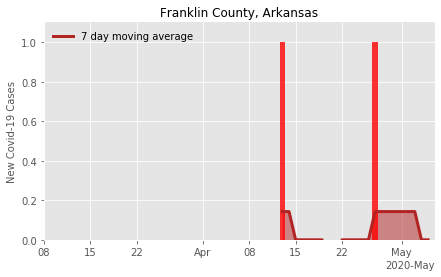 Franklin County, Arkansas
7 day moving average
New Covid-19 Cases
1.0
0.8
0.6
0.4
0.2
0.0
08 15 22 Apr 08 15 22 May
2020-May